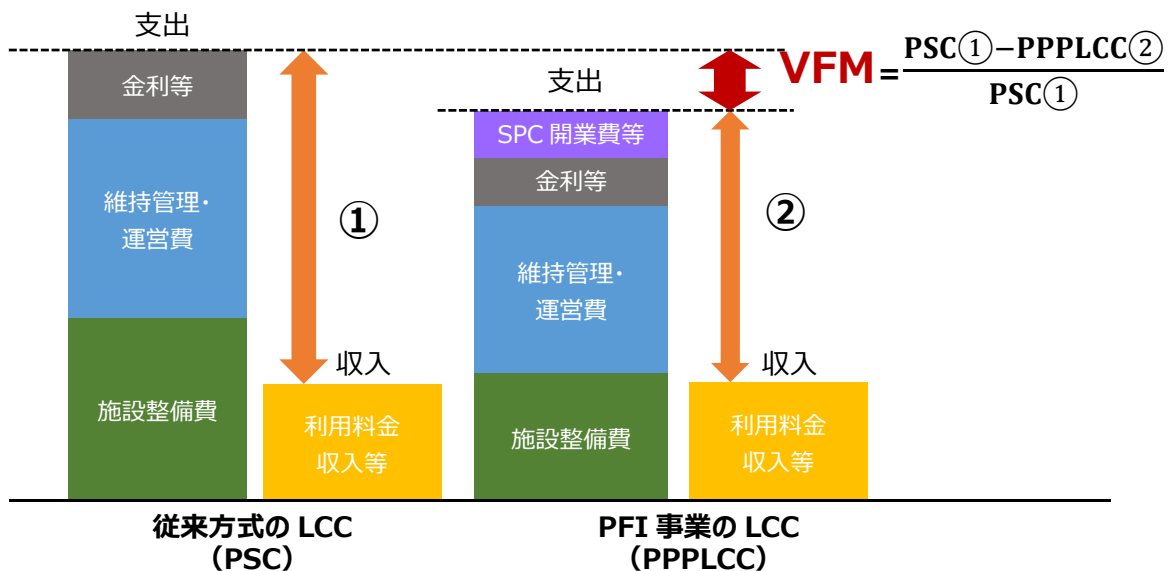 支出
金利等
維持管理・
運営費
施設整備費
①
収入
利用料金
収入等
従来方式の LCC
（PSC）
支出
SPC 開業費等
金利等
維持管理・
運営費
施設整備費
②
収入
利用料金
収入等
PFI 事業の LCC
（PPPLCC）
VFM = PSC①−PPPLCC②
PSC①